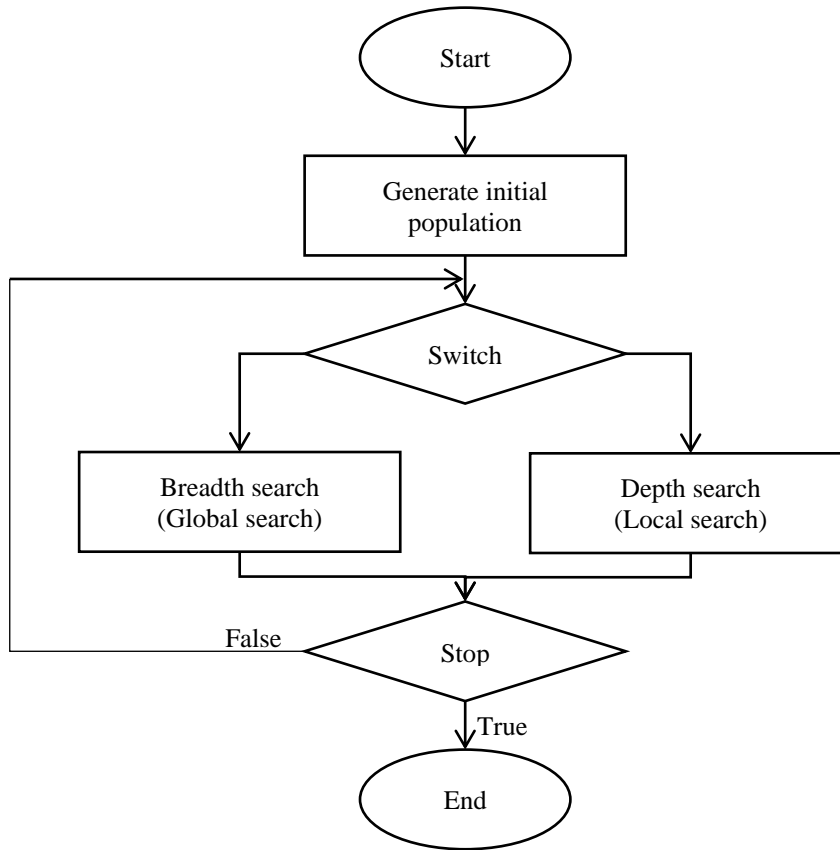 Start
Generate initial
population
Switch
Breadth search
(Global search)
Depth search
(Local search)
False
Stop
True
End